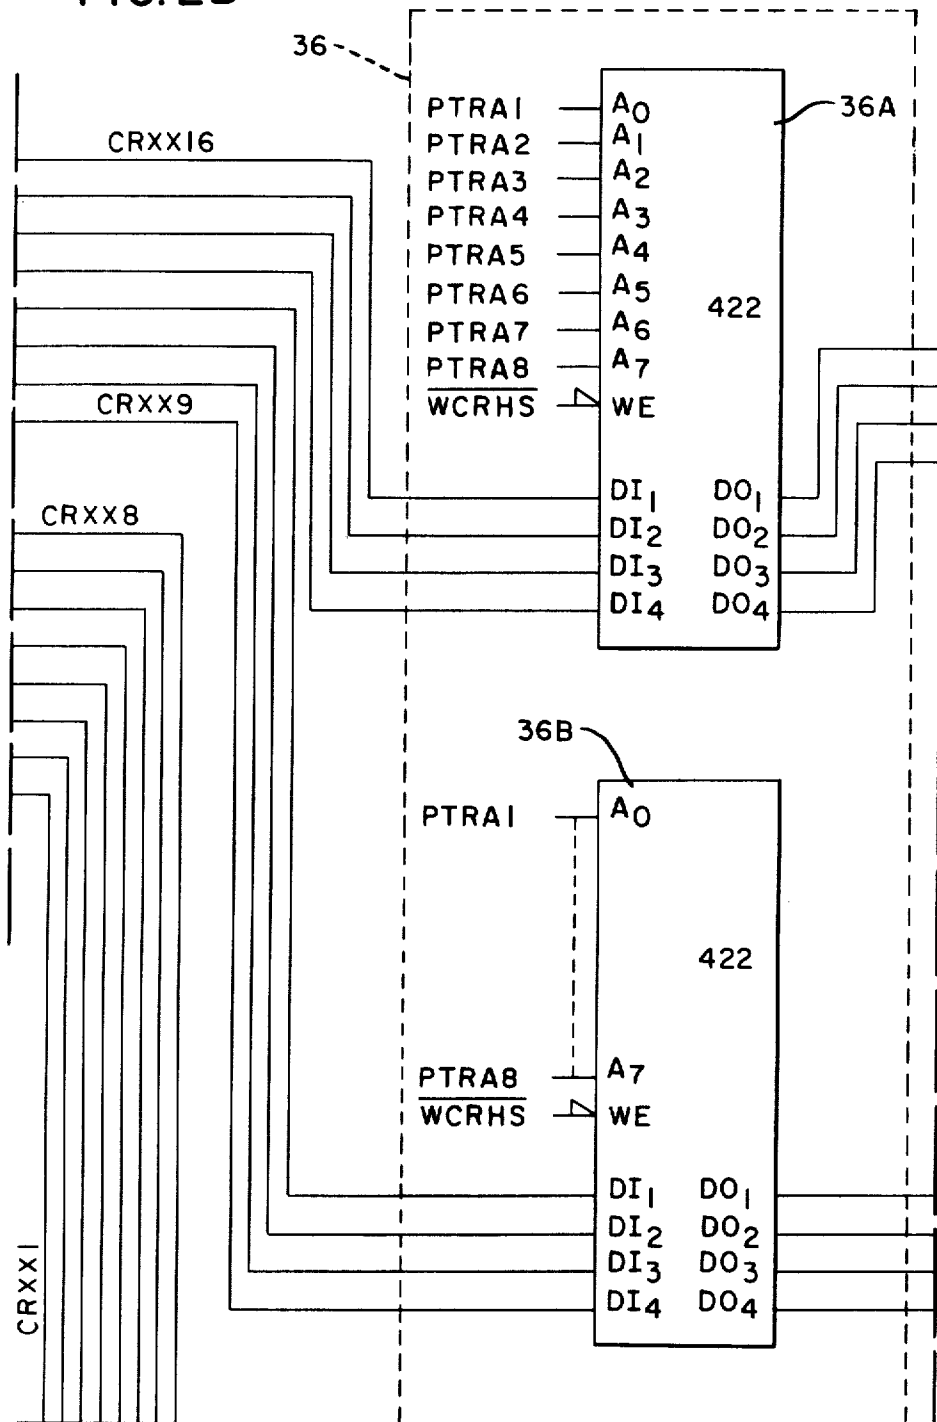 36
36A
CRXX16
PTRA1 A0
PTRA2 A1
PTRA3 A2
PTRA4 A3
PTRA5 A4
PTRA6 A5
422
PTRA7 A6
PTRA8 A7
WCRHS WE
CRXX9
DI1 DO1
CRXX8
DI2 DO2
DI3 DO3
DI4 DO4
36B
PTRA1 A0
422
PTRA8 A7
WCRHS WE
DI1 DO1
DI2 DO2
DI3 DO3
DI4 DO4
CRXX1